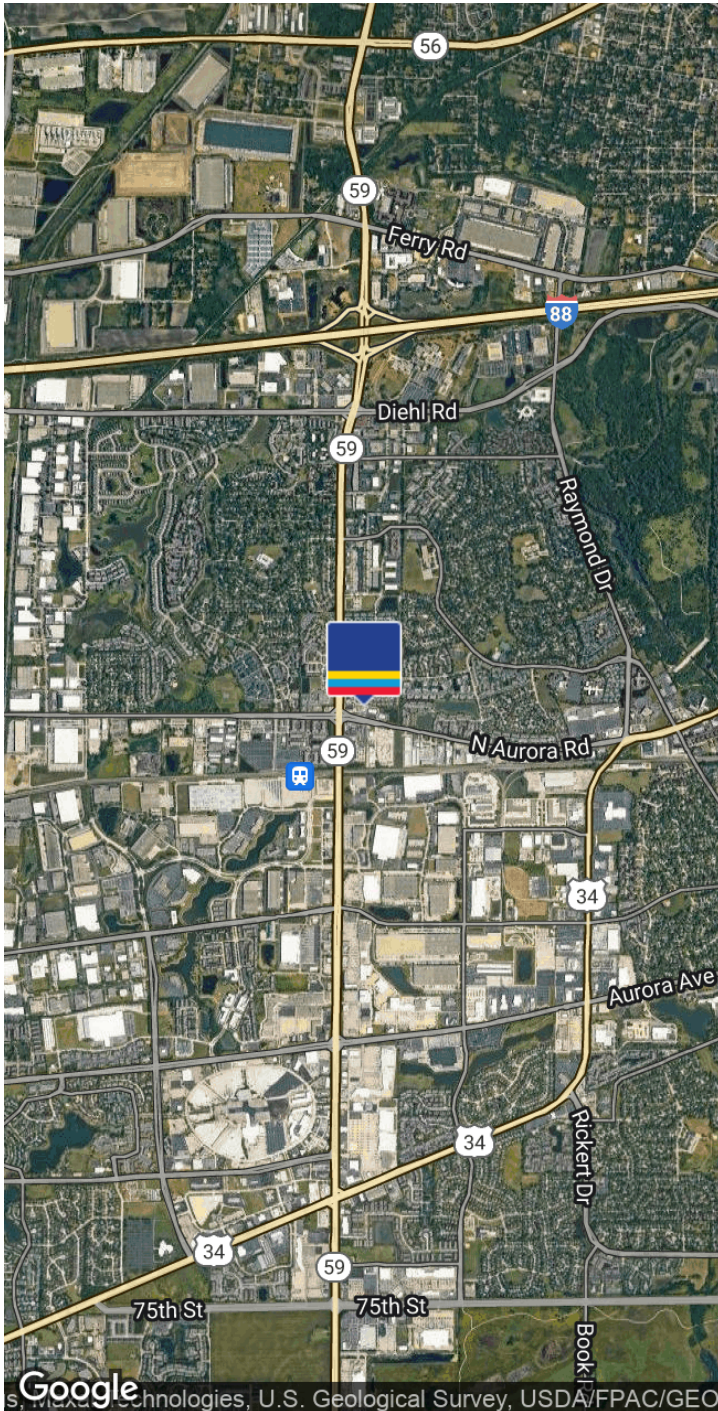 56
59
Ferry Rd
88
Diehl Rd
59
Raymond Dr
N Aurora Rd
59
34
Aurora Ave
34
Rickert Dr
34
59
75th St
75th St
Book
Google
Technologies, U.S. Geological Survey, USDA/FPAC/GEO